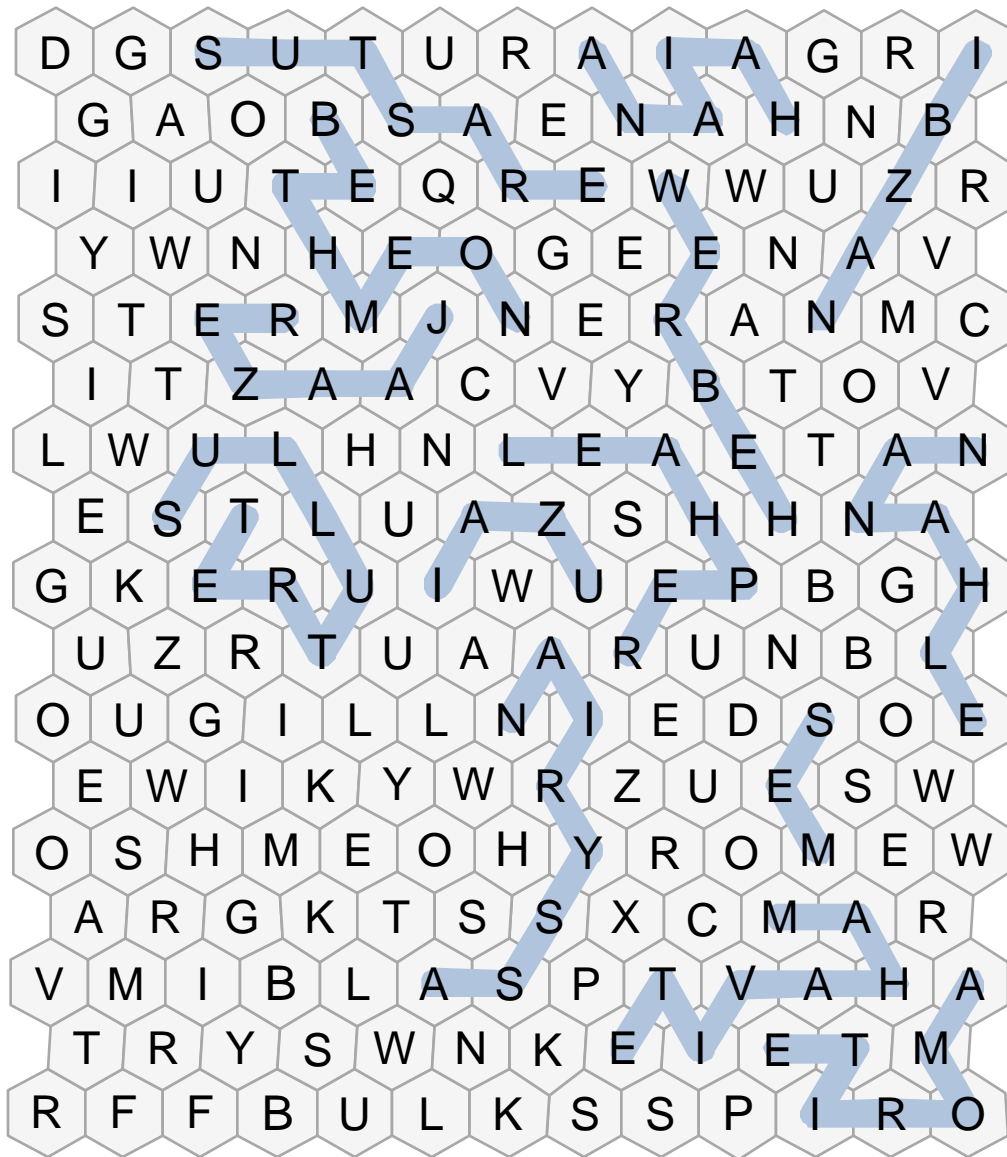 D G S U T U R A I A G R I
G A O B S A E N A H N B
I I U T E Q R E W W U Z R
Y W N H E O G E E N A V
S T E R M J N E R A N M C
I T Z A A C V Y B T O V
L W U L H N L E A E T A N
E S T L U A Z S H H N A
G K E R U I W U E P B G H
U Z R T U A A R U N B L
O U G I L L N I E D S O E
E W I K Y W R Z U E S W
O S H M E O H Y R O M E W
A R G K T S S X C M A R
V M I B L A S P T V A H A
T R Y S W N K E I E T M
R F F B U L K S S P I R O